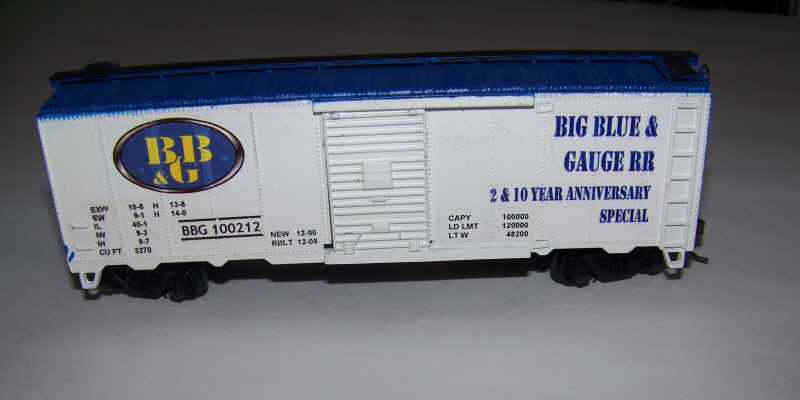 BB
& G
EXW 10-8 H 13-8
EW 9-1 H 14-0
IL 40-1
IW 9-3
IH 9-7
CU FT 3270
BBG 100212
NEW 12-06
RBLT 12-08
CAPY 100000
LD LMT 120000
LT W 48200
BIG BLUE &
GAUGE RR
2 & 10 YEAR ANNIVERSARY
SPECIAL